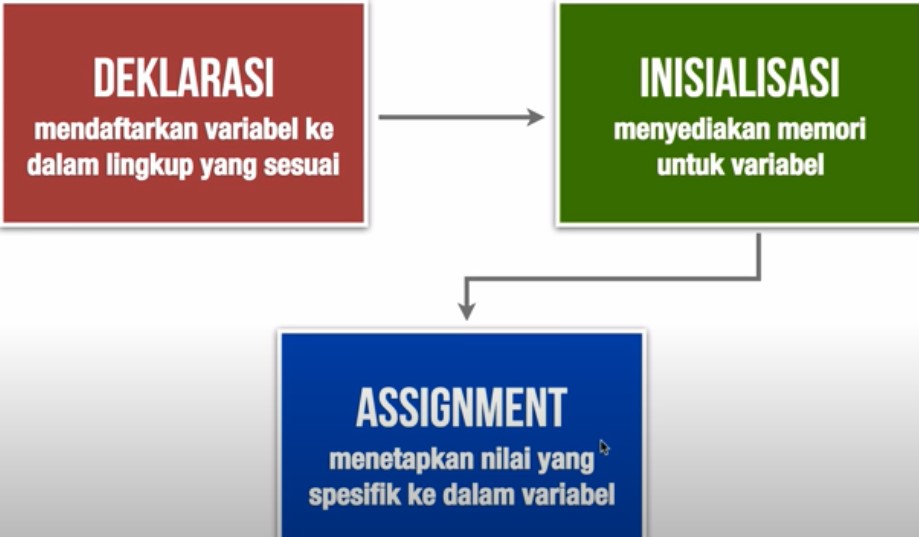 DEKLARASI
mendaftarkan variabel ke
dalam lingkup yang sesuai
INISIALISASI
menyediakan memori
untuk variabel
ASSIGNMENT
menetapkan nilai yang
spesifik ke dalam variabel